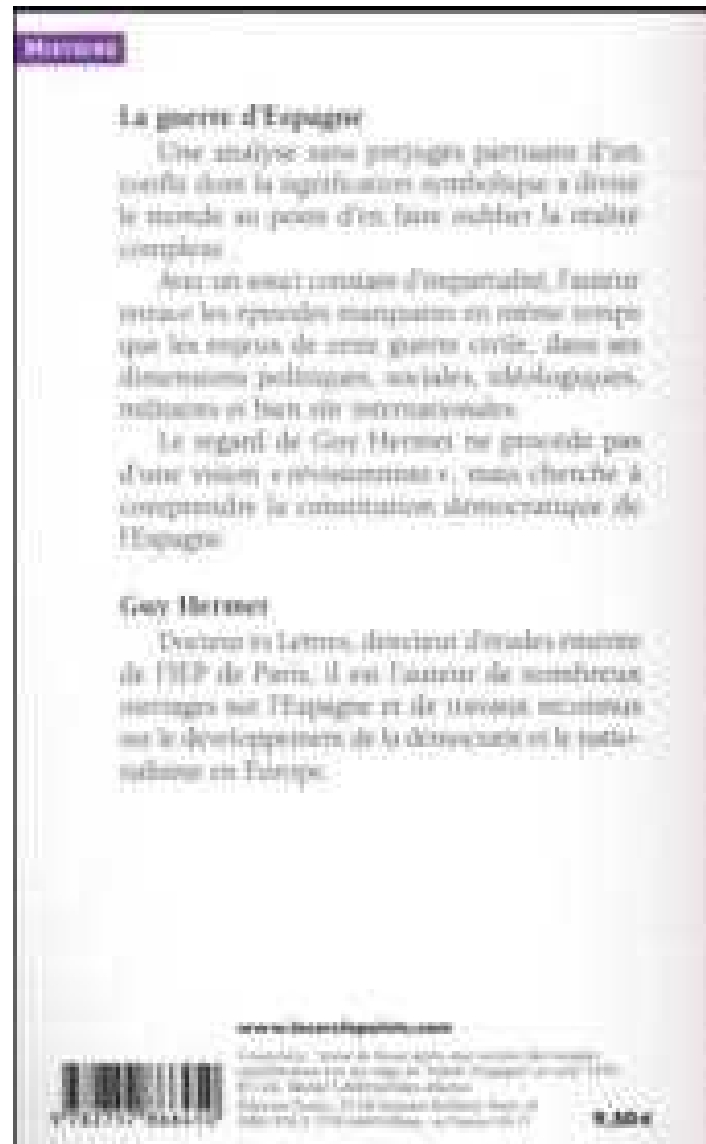 HISTOIRE
La guerre d'Espagne
Une analyse sans préjugés partisans d'un
conflit dont la signification symbolique a divisé
le monde au point d'en faire oublier la réalité
complexe.
Avec un souci constant d'impartialité, l'auteur
retrace les épisodes marquants en même temps
que les enjeux de cette guerre civile, dans ses
dimensions politiques, sociales, idéologiques,
militaires et bien sûr internationales.
Le regard de Guy Hermet ne procède pas
d'une vision « révisionniste », mais cherche à
comprendre la constitution démocratique de
l'Espagne.
Guy Hermet
Docteur ès Lettres, directeur d'études émérite
de l'IEP de Paris, il est l'auteur de nombreux
ouvrages sur l'Espagne et de travaux reconnus
sur le développement de la démocratie et le natio-
nalisme en Europe.